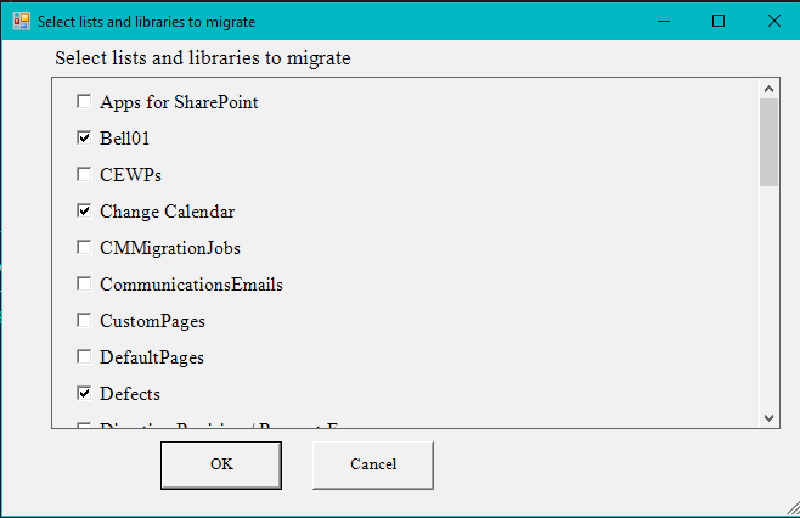 Select lists and libraries to migrate
Select lists and libraries to migrate
Apps for SharePoint
Bell01
CEWPs
Change Calendar
CMMigrationJobs
CommunicationsEmails
CustomPages
DefaultPages
Defects
OK
Cancel